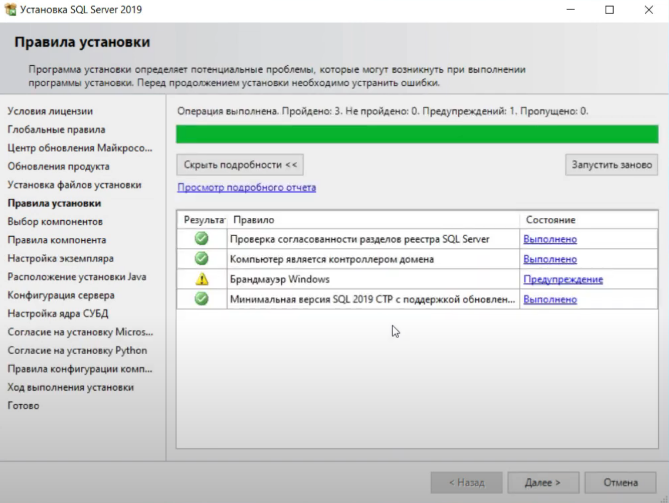 Установка SQL Server 2019
Правила установки
Программа установки определяет потенциальные проблемы, которые могут возникнуть при выполнении
программы установки. Перед продолжением установки необходимо устранить ошибки.
Условия лицензии
Глобальные правила
Центр обновления Майкросо...
Обновления продукта
Установка файлов установки
Правила установки
Выбор компонентов
Правила компонента
Настройка экземпляра
Расположение установки Java
Конфигурация сервера
Настройка ядра СУБД
Согласие на установку Micros...
Согласие на установку Python
Правила конфигурации комп...
Ход выполнения установки
Готово
Операция выполнена. Пройдено: 3. Не пройдено: 0. Предупреждений: 1. Пропущено: 0.
Скрыть подробности <<
Запустить заново
Просмотр подробного отчета
Результат Правило Состояние
Проверка согласованности разделов реестра SQL Server Выполнено
Компьютер является контроллером домена Выполнено
Брандмауэр Windows Предупреждение
Минимальная версия SQL 2019 CTP с поддержкой обновлен... Выполнено
< Назад Далее > Отмена